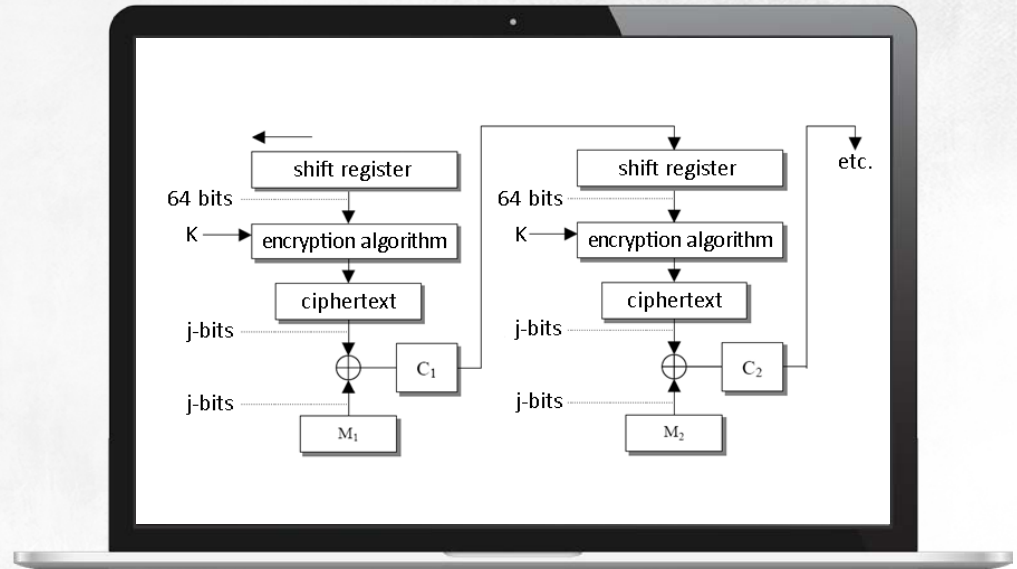 shift register
64 bits
K
encryption algorithm
ciphertext
j-bits
C₁
j-bits
M₁
shift register
64 bits
K
encryption algorithm
ciphertext
j-bits
C₂
j-bits
M₂
etc.